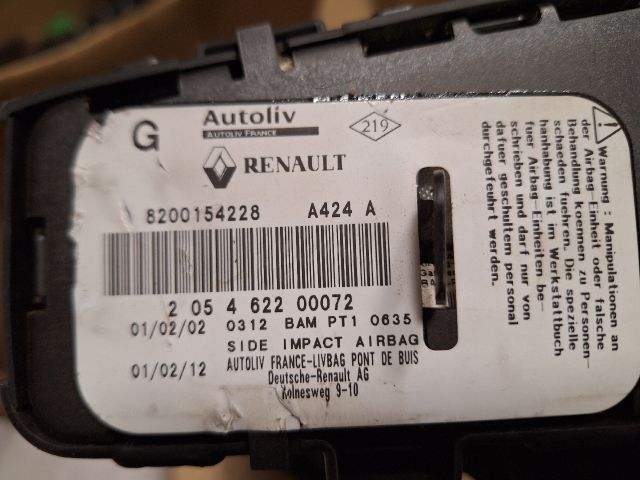 G
Autoliv
AUTOLIV FRANCE
219
RENAULT
8200154228 A424 A
2 05 4 622 00072
01/02/02 0312 BAM PT1 0635
SIDE IMPACT AIRBAG
01/02/12 AUTOLIV FRANCE-LIVBAG PONT DE BUIS
Deutsche-Renault AG
Kolnesweg 9-10
Warnung : Manipulationen an
der Airbag-Einheit oder falsche
Behandlung koennen zu Personen-
schaeden fuehren. Die spezielle
hanhabung ist im Werkstattbuch
schrieben und darf nur von
fuer Airbag-Einheiten be-
dafuer geschultem personal
durchgefeuhrt werden.